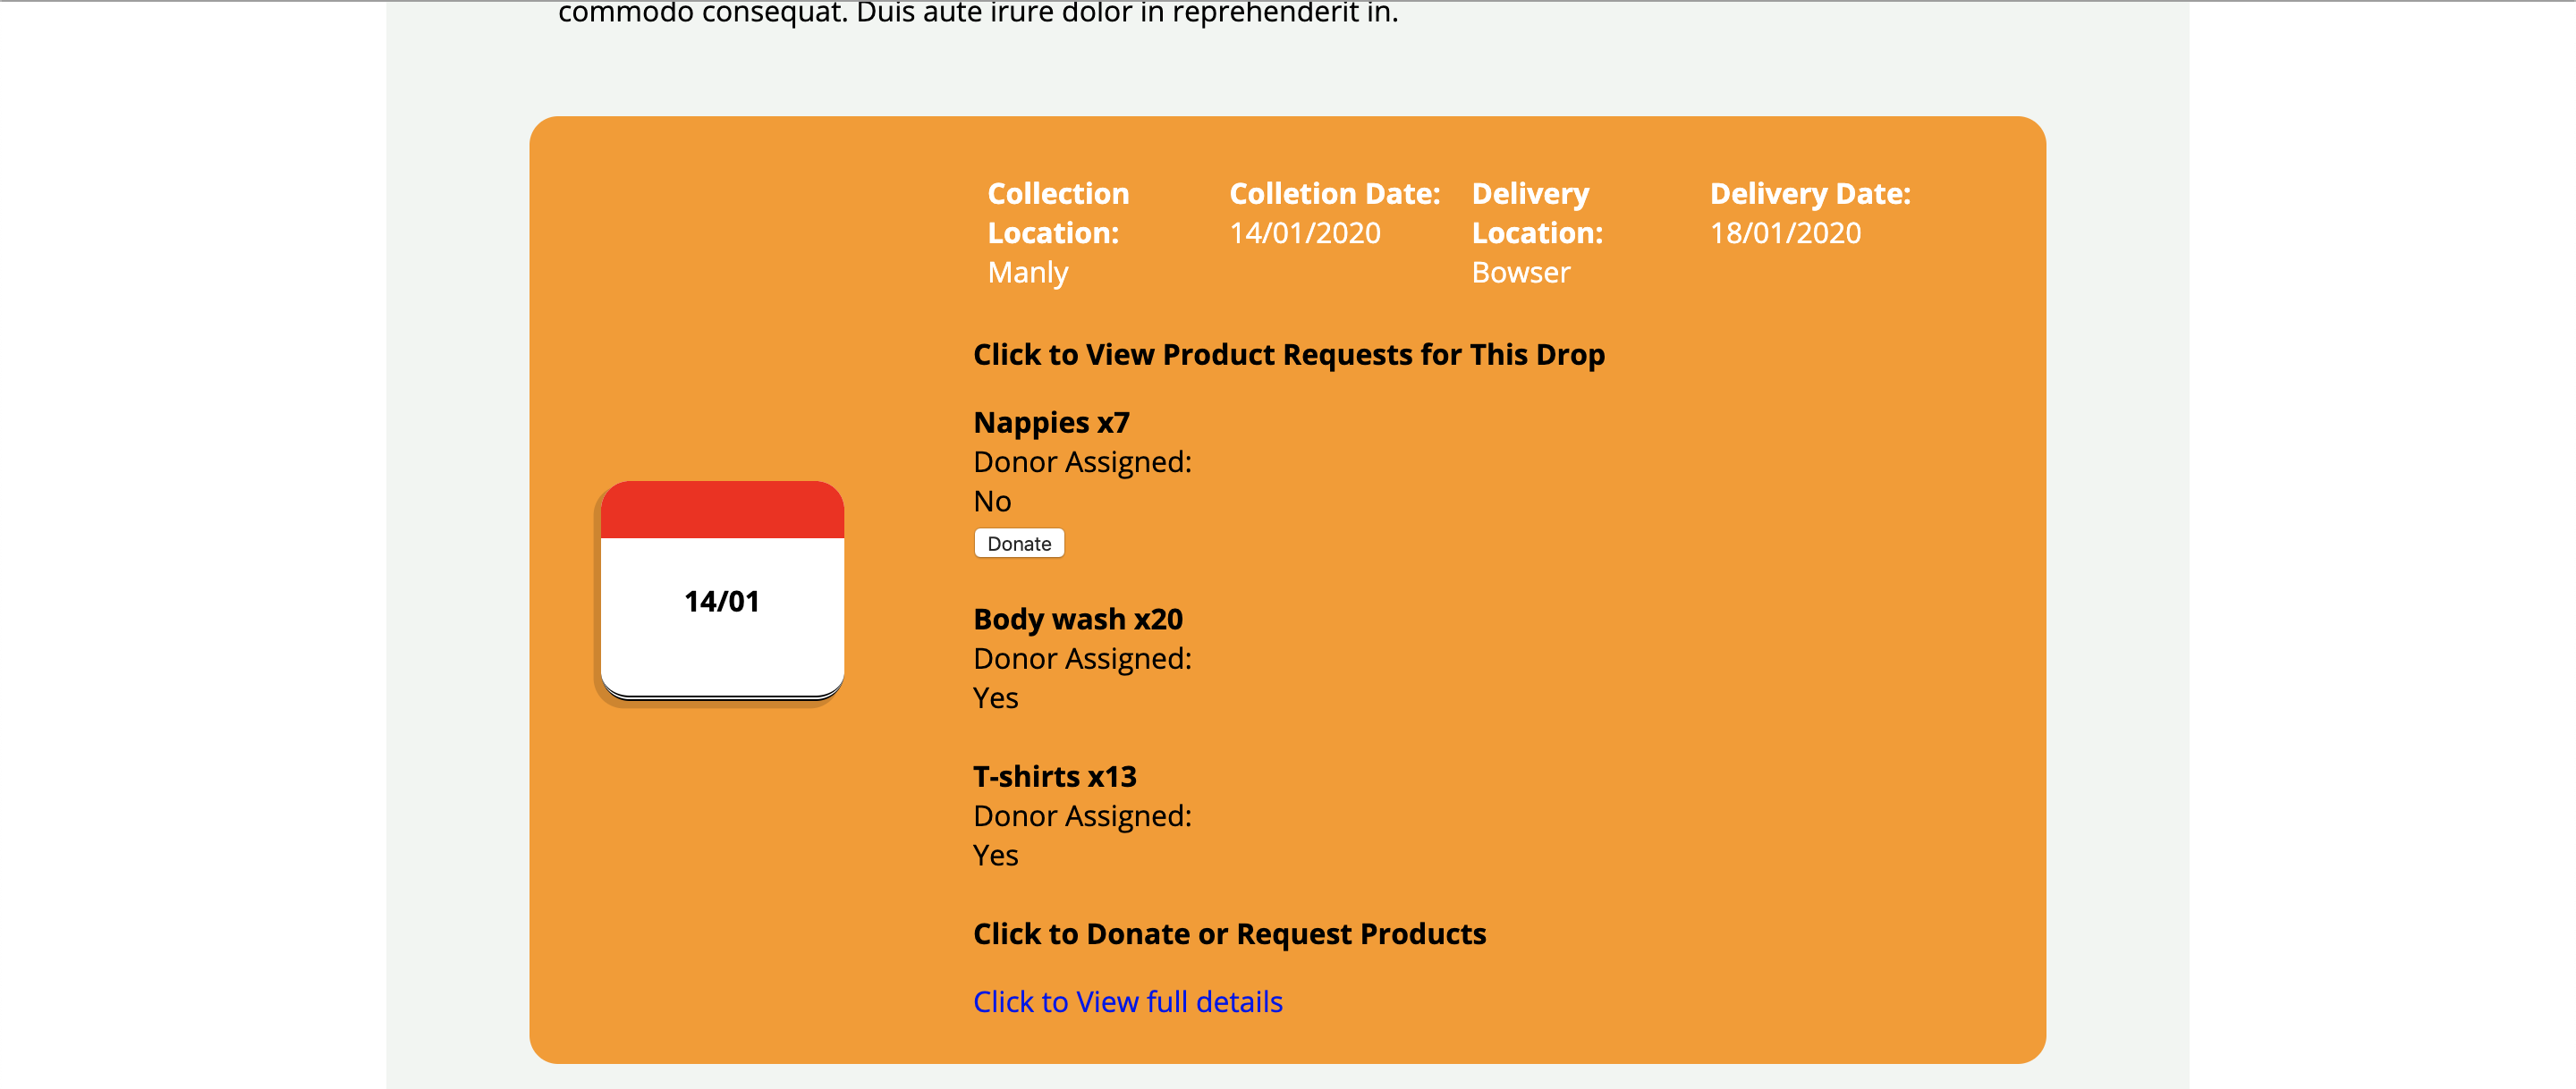 commodo consequat. Duis aute irure dolor in reprehenderit in.
Collection
Location:
Manly
Colletion Date:
14/01/2020
Delivery
Location:
Bowser
Delivery Date:
18/01/2020
Click to View Product Requests for This Drop
Nappies x7
Donor Assigned:
No
Donate
14/01
Body wash x20
Donor Assigned:
Yes
T-shirts x13
Donor Assigned:
Yes
Click to Donate or Request Products
Click to View full details